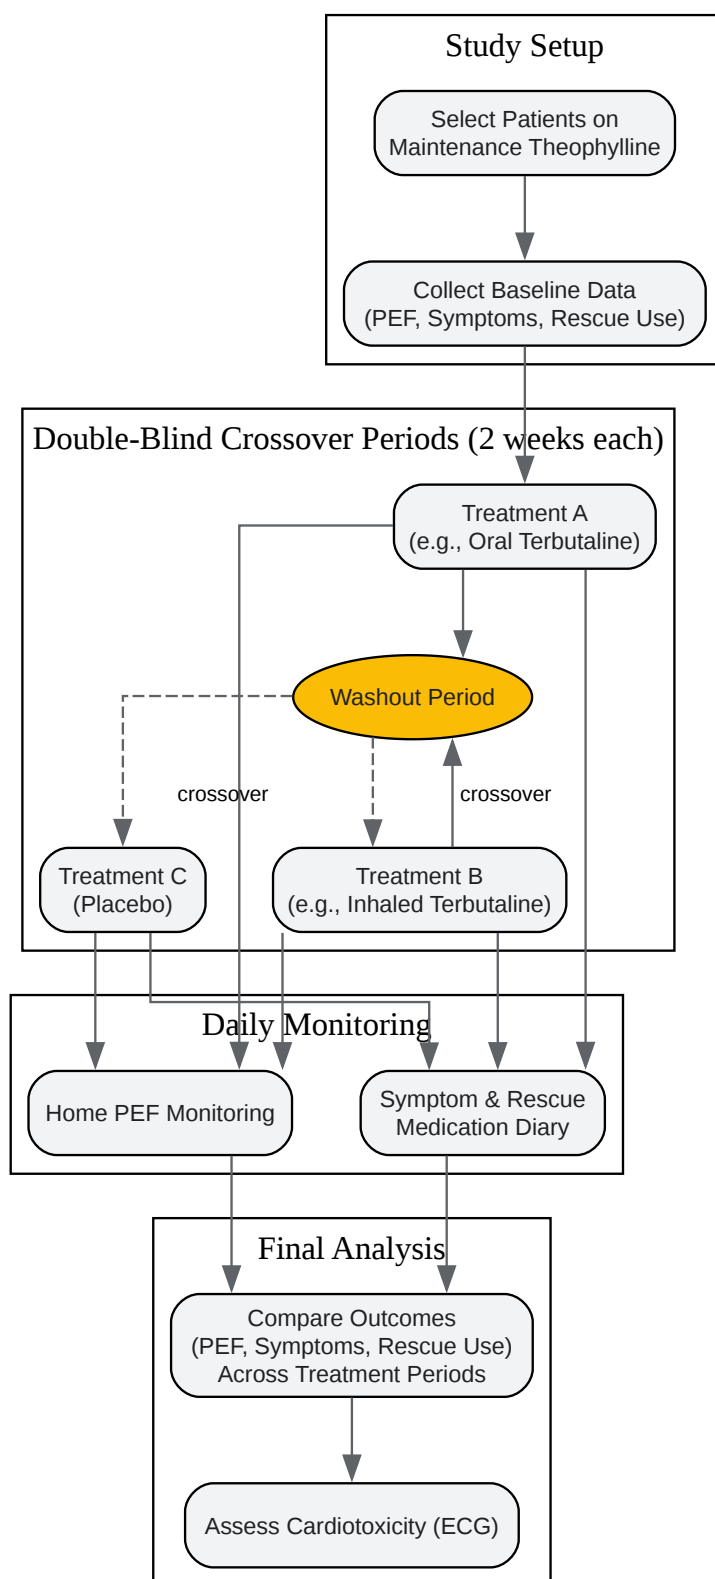 Study Setup
Select Patients on
Maintenance Theophylline
Collect Baseline Data
(PEF, Symptoms, Rescue Use)
Double-Blind Crossover Periods (2 weeks each)
Treatment A
(e.g., Oral Terbutaline)
Washout Period
crossover
crossover
Treatment C
(Placebo)
Treatment B
(e.g., Inhaled Terbutaline)
Daily Monitoring
Home PEF Monitoring
Symptom & Rescue
Medication Diary
Final Analysis
Compare Outcomes
(PEF, Symptoms, Rescue Use)
Across Treatment Periods
Assess Cardiotoxicity (ECG)